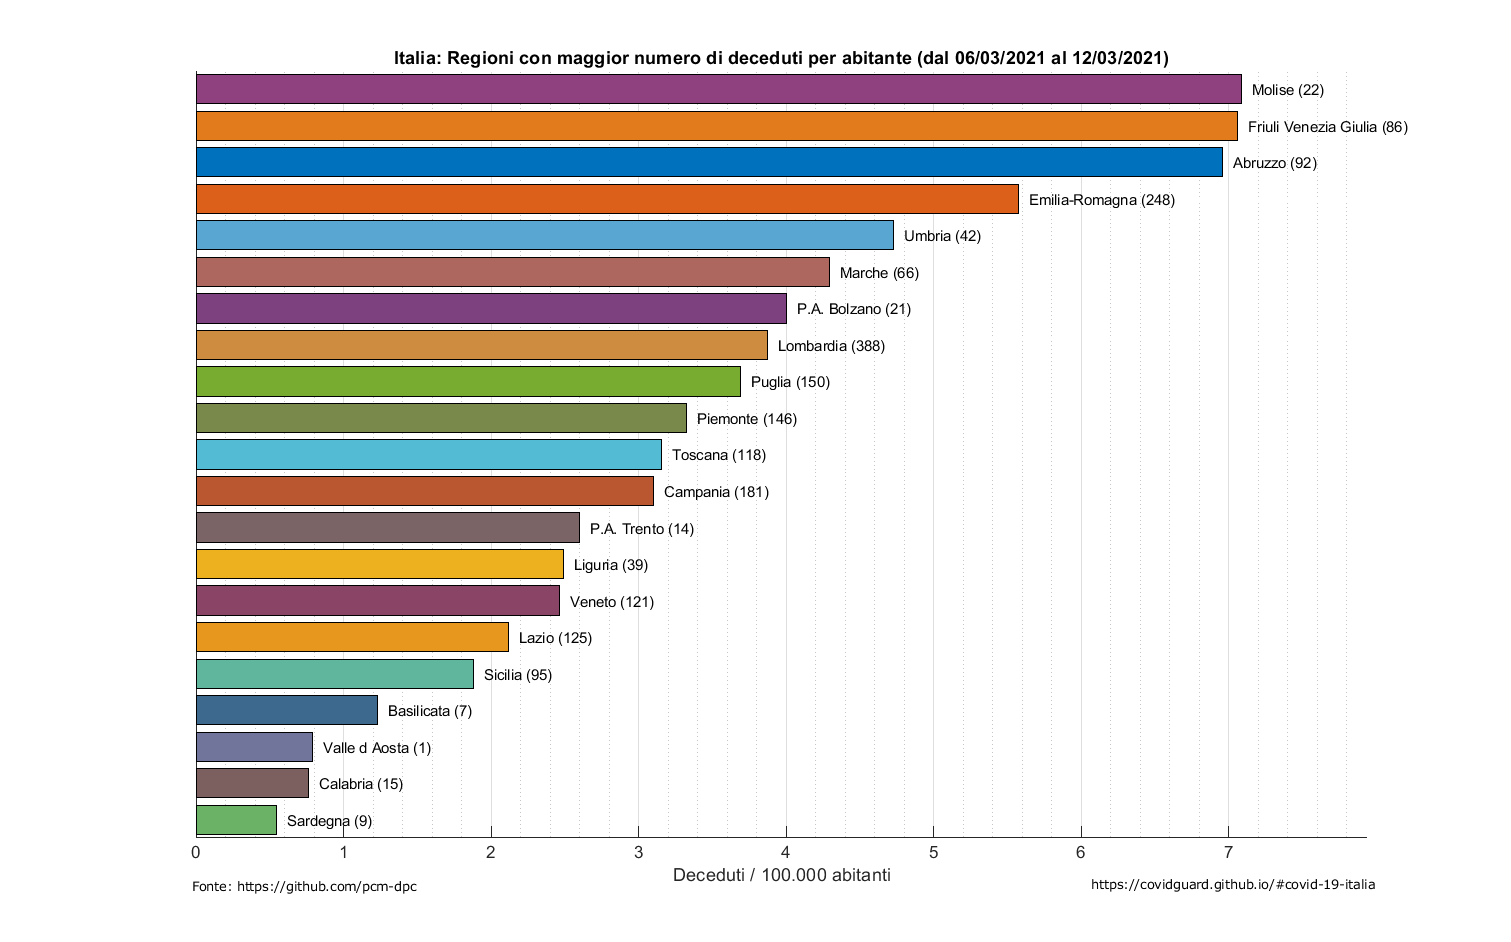 Italia: Regioni con maggior numero di deceduti per abitante (dal 06/03/2021 al 12/03/2021)
Molise (22)
Friuli Venezia Giulia (86)
Abruzzo (92)
Emilia-Romagna (248)
Umbria (42)
Marche (66)
P.A. Bolzano (21)
Lombardia (388)
Puglia (150)
Piemonte (146)
Toscana (118)
Campania (181)
P.A. Trento (14)
Liguria (39)
Veneto (121)
Lazio (125)
Sicilia (95)
Basilicata (7)
Valle d Aosta (1)
Calabria (15)
Sardegna (9)
0 1 2 3 4 5 6 7
Deceduti / 100.000 abitanti
Fonte: https://github.com/pcm-dpc
https://covidguard.github.io/#covid-19-italia